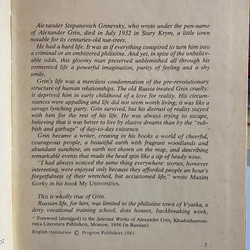 Alexander Stepanovich Grinevsky, who wrote under the pen-name
of Alexander Grin, died in July 1932 in Stary Krym, a little town
notable for its centuries-old nut-trees.
He had a hard life. It was as if everything conspired to turn him into
a criminal or an embittered philistine. And yet, in spite of the unbeliev-
able odds, this gloomy man preserved unblemished all through his
tormented life a powerful imagination, purity of feeling and a shy
smile.
Grin's life was a merciless condemnation of the pre-revolutionary
structure of human relationships. The old Russia treated Grin cruelly:
it deprived him in early childhood of a love for reality. His circum-
stances were appalling and life did not seem worth living; it was like a
savage lynching party. Grin survived, but his distrust of reality stayed
with him for the rest of his life. He was always trying to escape,
believing that it was better to live by elusive dreams than by the "rub-
bish and garbage" of day-to-day existence.
Grin became a writer, creating in his books a world of cheerful,
courageous people, a beautiful earth with fragrant woodlands and
abundant sunshine, an earth not shown on the map, and describing
remarkable events that made the head spin like a sip of heady wine.
"I had always noticed the same thing everywhere: stories, however
interesting, were enjoyed only because they afforded people an hour's
forgetfulness of their wretched, but accustomed life," wrote Maxim
Gorky in his book My Universities.
This is wholly true of Grin.
Russian life, for him, was limited to the philistine town of Vyatka, a
dirty vocational training school, doss houses, backbreaking work,
* Foreword (abridged) to the Selected Works of Alexander Grin, Khudozhestven-
naya Literatura Publishers, Moscow, 1956 (in Russian)
English translation © Progress Publishers 1981